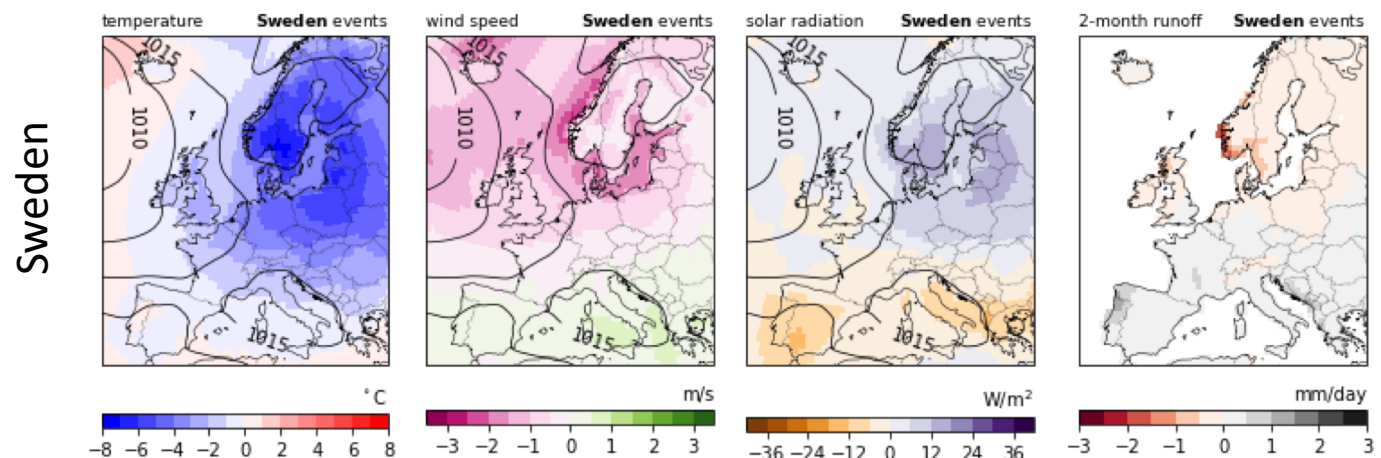 temperature Sweden events
wind speed Sweden events
solar radiation Sweden events
2-month runoff Sweden events
Sweden
1015
1010
1015
1015
1010
1015
1015
1010
1015
°C
−8 −6 −4 −2 0 2 4 6 8
m/s
−3 −2 −1 0 1 2 3
W/m²
−36 −24 −12 0 12 24 36
mm/day
−3 −2 −1 0 1 2 3